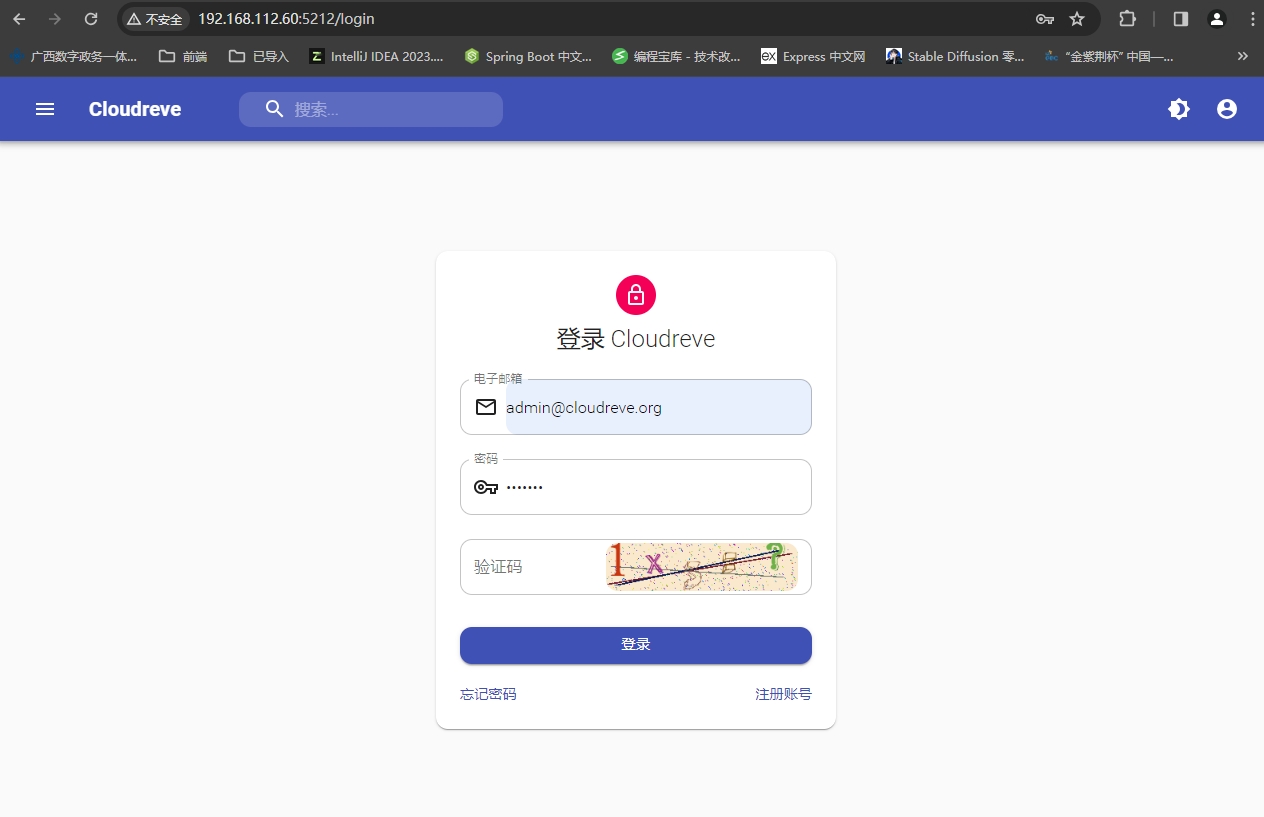 不安全 192.168.112.60:5212/login
广西数字政务一体... 前端 已导入 IntelliJ IDEA 2023.... Spring Boot 中文... 编程宝库 - 技术改... Express 中文网 Stable Diffusion 零... “金紫荆杯” 中国—...
Cloudreve 搜索...
登录 Cloudreve
电子邮箱
admin@cloudreve.org
密码
•••••••
验证码
登录
忘记密码 注册账号